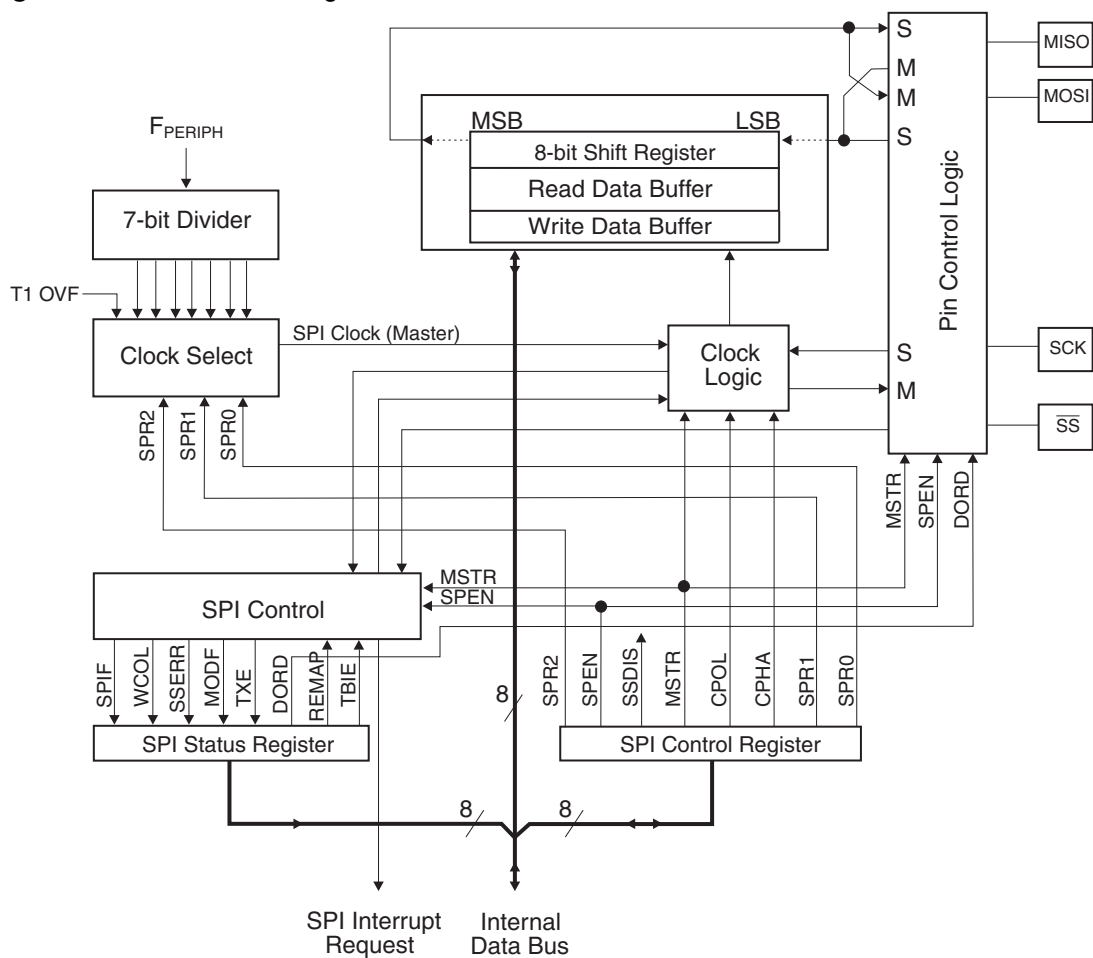 S
MISO
M
M
MOSI
MSB
LSB
S
F PERIPH
8-bit Shift Register
Read Data Buffer
7-bit Divider
Write Data Buffer
Pin Control Logic
T1 OVF
SPI Clock (Master)
Clock Select
Clock
Logic
S
SCK
M
SPR2
SPR1
SPR0
SS
MSTR
SPEN
DORD
MSTR
SPEN
SPI Control
SPIF
WCOL
SSERR
MODF
TXE
DORD
REMAP
TBIE
8
SPR2
SPEN
SSDIS
MSTR
CPOL
CPHA
SPR1
SPR0
SPI Status Register
SPI Control Register
8
8
SPI Interrupt
Request
Internal
Data Bus